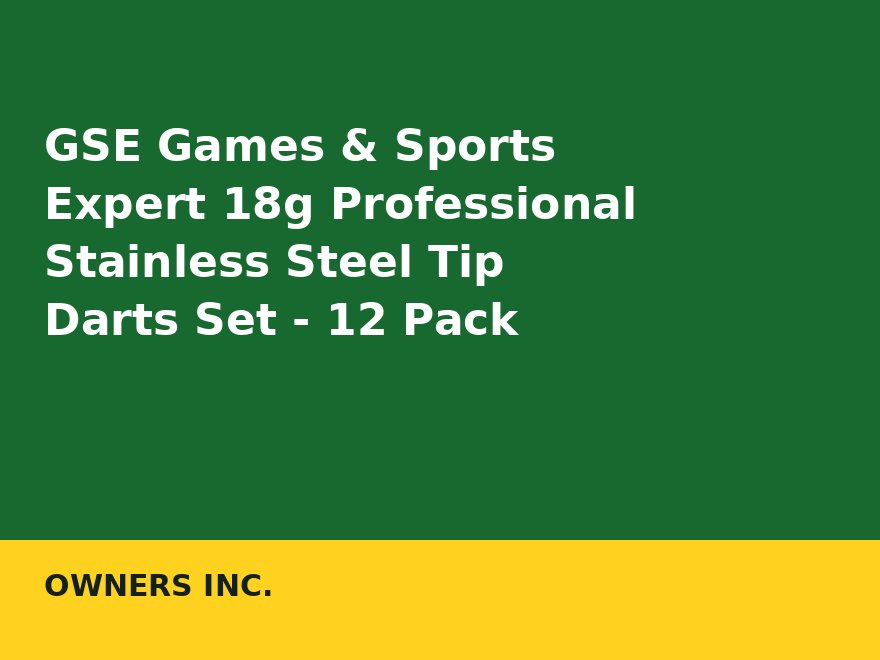 GSE Games & Sports
Expert 18g Professional
Stainless Steel Tip
Darts Set - 12 Pack
OWNERS INC.